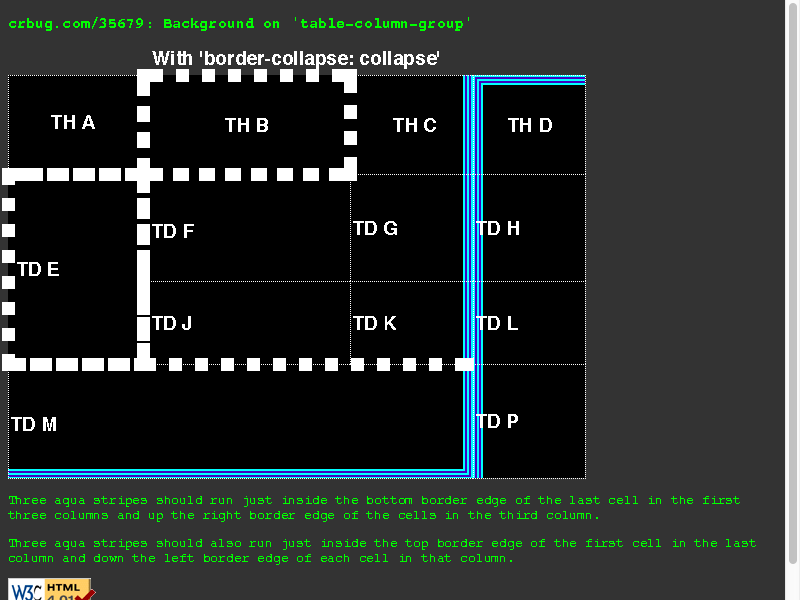 crbug.com/35679: Background on 'table-column-group'
With 'border-collapse: collapse'
TH A
TH B
TH C
TH D
TD E
TD F
TD G
TD H
TD J
TD K
TD L
TD M
TD P
Three aqua stripes should run just inside the bottom border edge of the last cell in the first
three columns and up the right border edge of the cells in the third column.
Three aqua stripes should also run just inside the top border edge of the first cell in the last
column and down the left border edge of each cell in that column.
W3C HTML
4.01